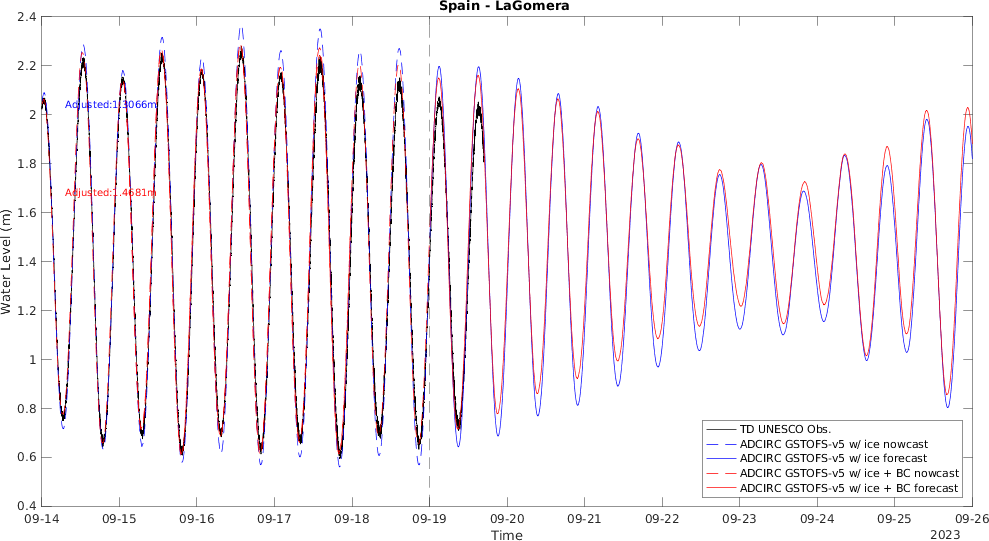 Spain - LaGomera
2.4
2.2
2
1.8
1.6
1.4
1.2
1
0.8
0.6
0.4
Water Level (m)
Adjusted:1.3066m
Adjusted:1.4681m
TD UNESCO Obs.
ADCIRC GSTOFS-v5 w/ ice nowcast
ADCIRC GSTOFS-v5 w/ ice forecast
ADCIRC GSTOFS-v5 w/ ice + BC nowcast
ADCIRC GSTOFS-v5 w/ ice + BC forecast
09-14 09-15 09-16 09-17 09-18 09-19 09-20 09-21 09-22 09-23 09-24 09-25 09-26
Time
2023